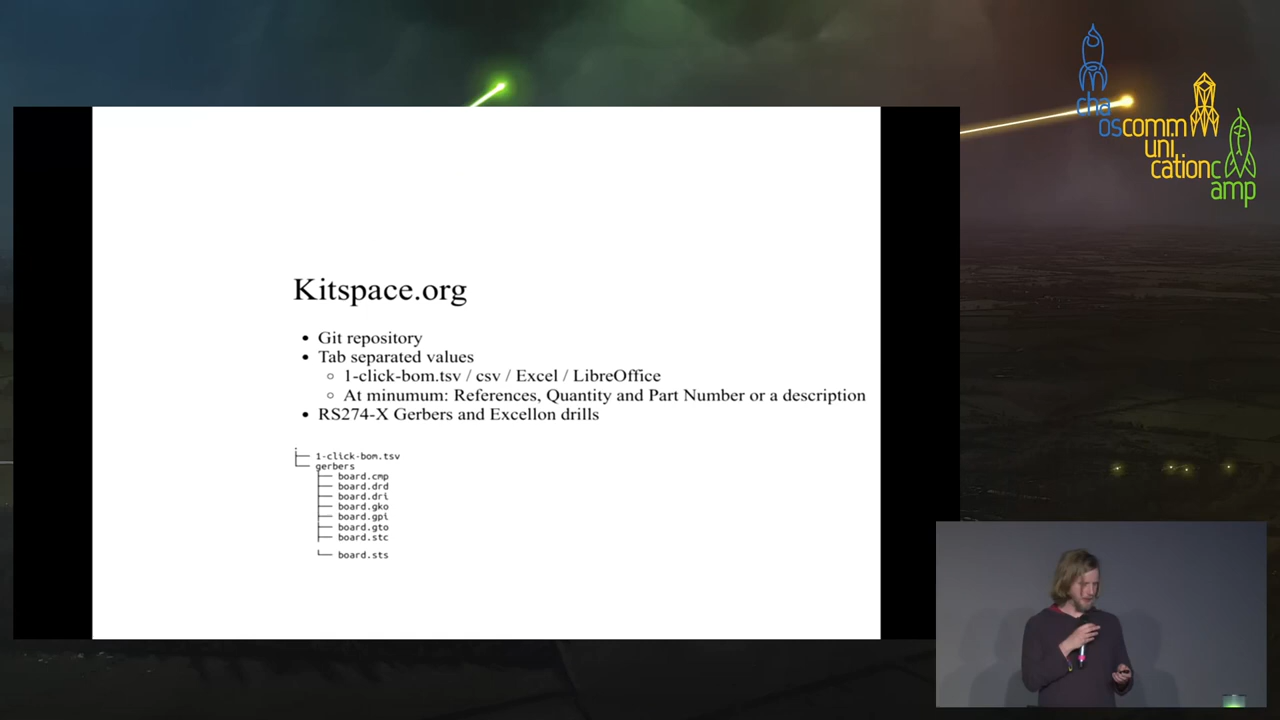 Kitspace.org
• Git repository
• Tab separated values
◦ 1-click-bom.tsv / csv / Excel / LibreOffice
◦ At minumum: References, Quantity and Part Number or a description
• RS274-X Gerbers and Excellon drills
.
├── 1-click-bom.tsv
└── gerbers
├── board.cmp
├── board.drd
├── board.dri
├── board.gko
├── board.gpi
├── board.gto
├── board.stc
└── board.sts
cha
oscomm
uni
cationc
amp